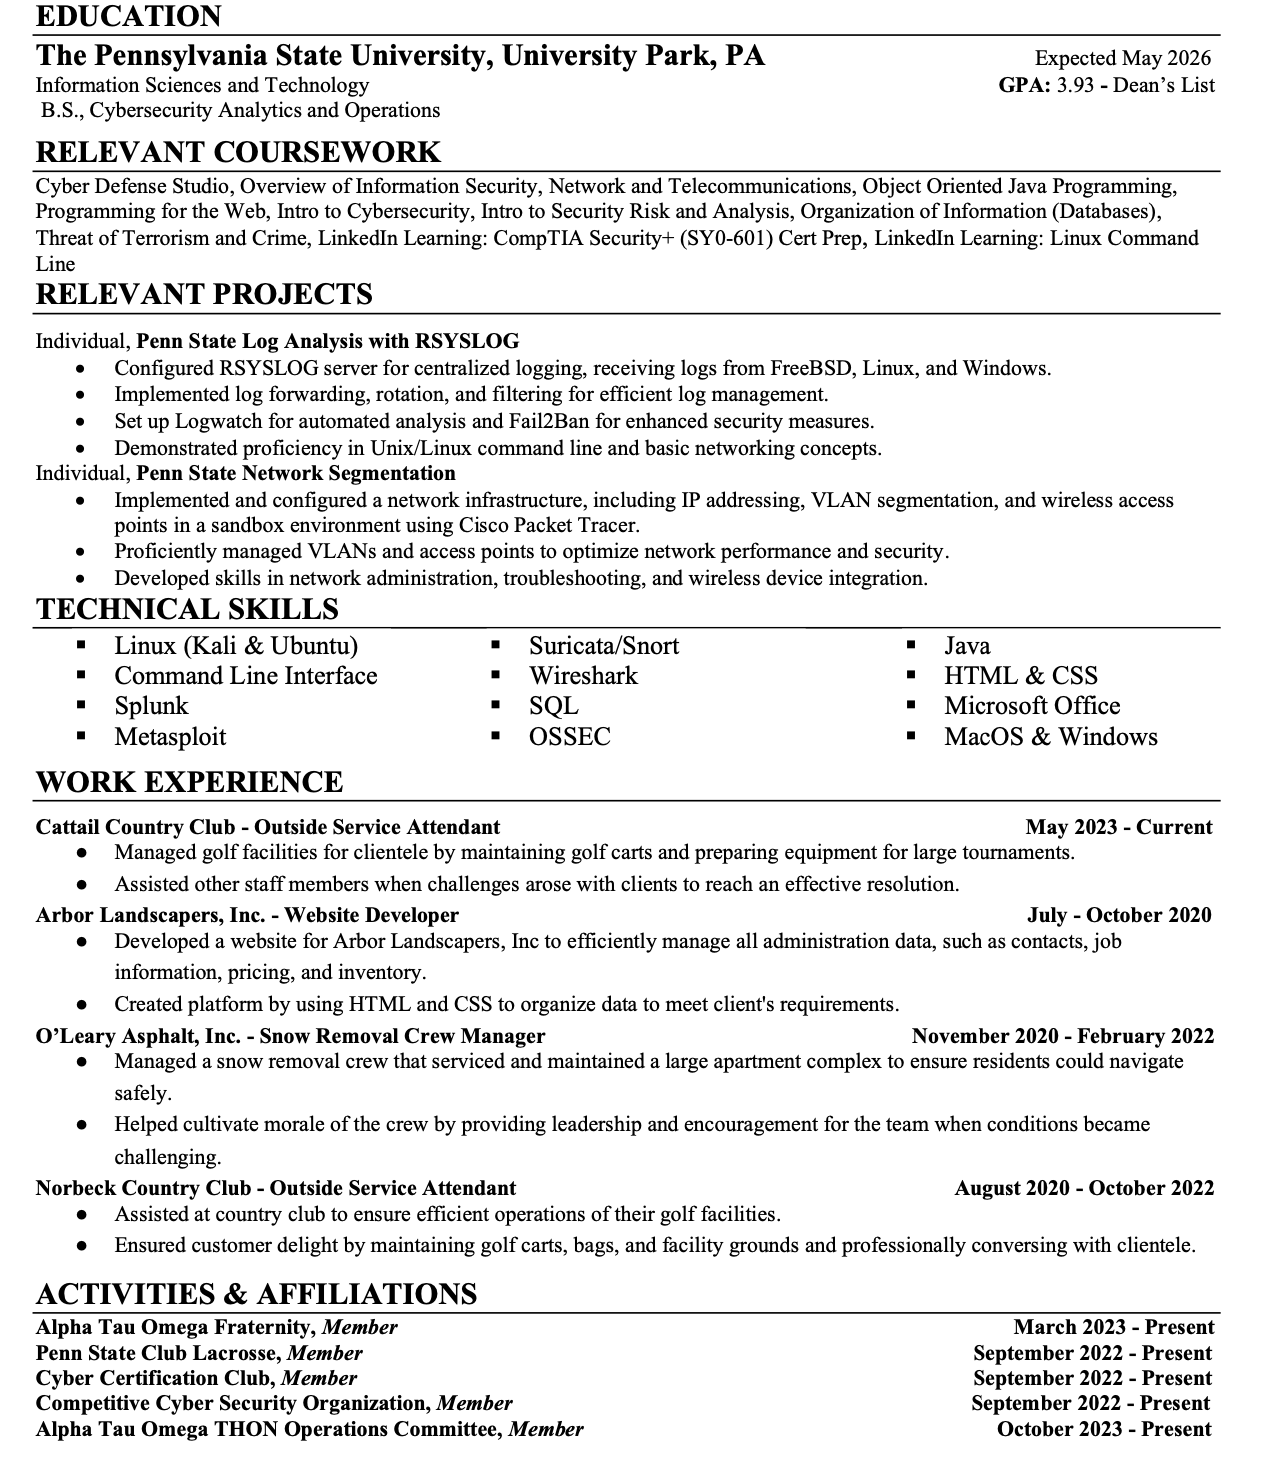 EDUCATION
The Pennsylvania State University, University Park, PA Expected May 2026
Information Sciences and Technology GPA: 3.93 - Dean’s List
B.S., Cybersecurity Analytics and Operations
RELEVANT COURSEWORK
Cyber Defense Studio, Overview of Information Security, Network and Telecommunications, Object Oriented Java Programming,
Programming for the Web, Intro to Cybersecurity, Intro to Security Risk and Analysis, Organization of Information (Databases),
Threat of Terrorism and Crime, LinkedIn Learning: CompTIA Security+ (SY0-601) Cert Prep, LinkedIn Learning: Linux Command
Line
RELEVANT PROJECTS
Individual, Penn State Log Analysis with RSYSLOG
● Configured RSYSLOG server for centralized logging, receiving logs from FreeBSD, Linux, and Windows.
● Implemented log forwarding, rotation, and filtering for efficient log management.
● Set up Logwatch for automated analysis and Fail2Ban for enhanced security measures.
● Demonstrated proficiency in Unix/Linux command line and basic networking concepts.
Individual, Penn State Network Segmentation
● Implemented and configured a network infrastructure, including IP addressing, VLAN segmentation, and wireless access
points in a sandbox environment using Cisco Packet Tracer.
● Proficiently managed VLANs and access points to optimize network performance and security.
● Developed skills in network administration, troubleshooting, and wireless device integration.
TECHNICAL SKILLS
▪ Linux (Kali & Ubuntu) ▪ Suricata/Snort ▪ Java
▪ Command Line Interface ▪ Wireshark ▪ HTML & CSS
▪ Splunk ▪ SQL ▪ Microsoft Office
▪ Metasploit ▪ OSSEC ▪ MacOS & Windows
WORK EXPERIENCE
Cattail Country Club - Outside Service Attendant May 2023 - Current
● Managed golf facilities for clientele by maintaining golf carts and preparing equipment for large tournaments.
● Assisted other staff members when challenges arose with clients to reach an effective resolution.
Arbor Landscapers, Inc. - Website Developer July - October 2020
● Developed a website for Arbor Landscapers, Inc to efficiently manage all administration data, such as contacts, job
information, pricing, and inventory.
● Created platform by using HTML and CSS to organize data to meet client's requirements.
O’Leary Asphalt, Inc. - Snow Removal Crew Manager November 2020 - February 2022
● Managed a snow removal crew that serviced and maintained a large apartment complex to ensure residents could navigate
safely.
● Helped cultivate morale of the crew by providing leadership and encouragement for the team when conditions became
challenging.
Norbeck Country Club - Outside Service Attendant August 2020 - October 2022
● Assisted at country club to ensure efficient operations of their golf facilities.
● Ensured customer delight by maintaining golf carts, bags, and facility grounds and professionally conversing with clientele.
ACTIVITIES & AFFILIATIONS
Alpha Tau Omega Fraternity, Member March 2023 - Present
Penn State Club Lacrosse, Member September 2022 - Present
Cyber Certification Club, Member September 2022 - Present
Competitive Cyber Security Organization, Member September 2022 - Present
Alpha Tau Omega THON Operations Committee, Member October 2023 - Present